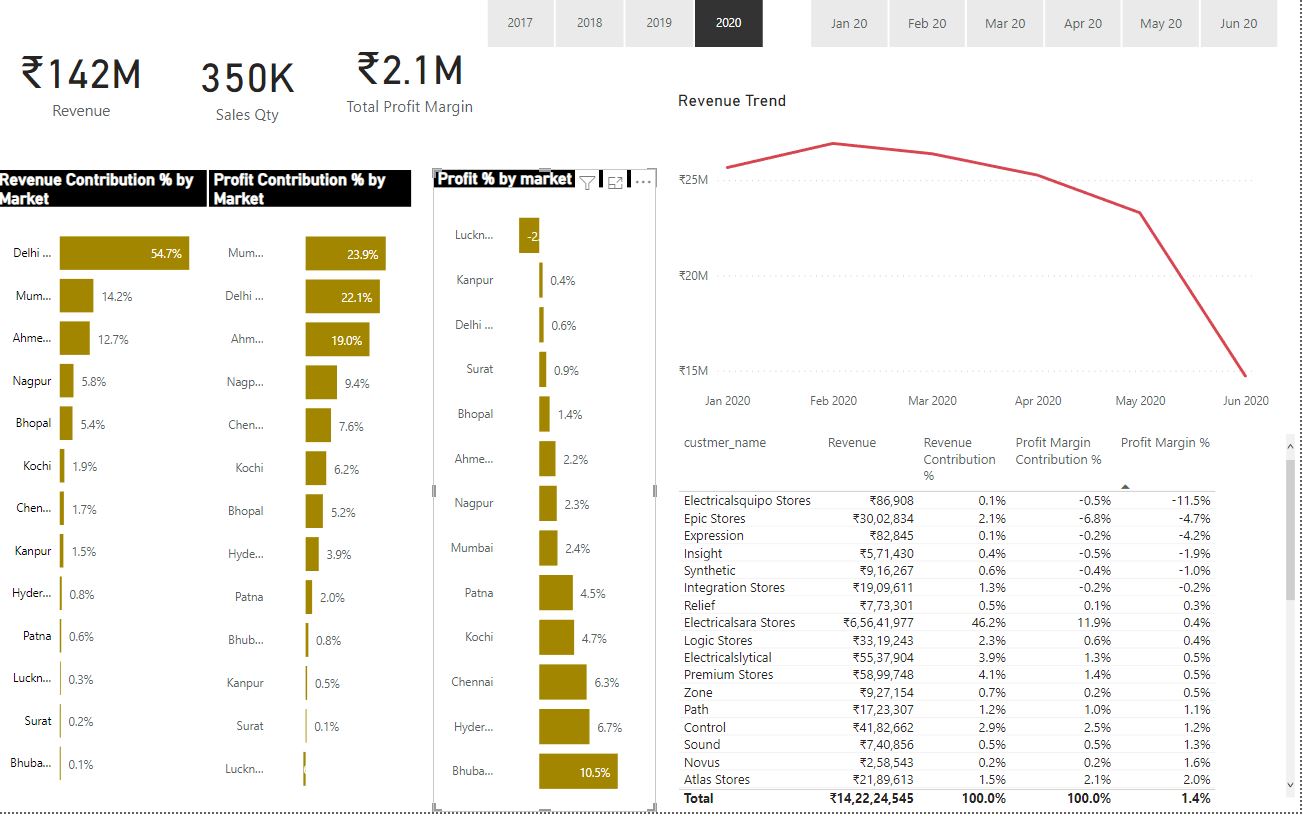 2017 2018 2019 2020 Jan 20 Feb 20 Mar 20 Apr 20 May 20 Jun 20
₹142M
Revenue
350K
Sales Qty
₹2.1M
Total Profit Margin
Revenue Contribution % by
Market
Delhi ... 54.7%
Mum... 14.2%
Ahme... 12.7%
Nagpur 5.8%
Bhopal 5.4%
Kochi 1.9%
Chen... 1.7%
Kanpur 1.5%
Hyder... 0.8%
Patna 0.6%
Luckn... 0.3%
Surat 0.2%
Bhuba... 0.1%
Profit Contribution % by
Market
Mum... 23.9%
Delhi ... 22.1%
Ahm... 19.0%
Nagp... 9.4%
Chen... 7.6%
Kochi 6.2%
Bhopal 5.2%
Hyde... 3.9%
Patna 2.0%
Bhub... 0.8%
Kanpur 0.5%
Surat 0.1%
Luckn...
Profit % by market
Luckn... -2
Kanpur 0.4%
Delhi ... 0.6%
Surat 0.9%
Bhopal 1.4%
Ahme... 2.2%
Nagpur 2.3%
Mumbai 2.4%
Patna 4.5%
Kochi 4.7%
Chennai 6.3%
Hyder... 6.7%
Bhuba... 10.5%
Revenue Trend
₹25M
₹20M
₹15M
Jan 2020 Feb 2020 Mar 2020 Apr 2020 May 2020 Jun 2020
custmer_name Revenue Revenue Profit Margin Profit Margin %
Contribution Contribution %
%
Electricalsquipo Stores ₹86,908 0.1% -0.5% -11.5%
Epic Stores ₹30,02,834 2.1% -6.8% -4.7%
Expression ₹82,845 0.1% -0.2% -4.2%
Insight ₹5,71,430 0.4% -0.5% -1.9%
Synthetic ₹9,16,267 0.6% -0.4% -1.0%
Integration Stores ₹19,09,611 1.3% -0.2% -0.2%
Relief ₹7,73,301 0.5% 0.1% 0.3%
Electricalsara Stores ₹6,56,41,977 46.2% 11.9% 0.4%
Logic Stores ₹33,19,243 2.3% 0.6% 0.4%
Electricalslytical ₹55,37,904 3.9% 1.3% 0.5%
Premium Stores ₹58,99,748 4.1% 1.4% 0.5%
Zone ₹9,27,154 0.7% 0.2% 0.5%
Path ₹17,23,307 1.2% 1.0% 1.1%
Control ₹41,82,662 2.9% 2.5% 1.2%
Sound ₹7,40,856 0.5% 0.5% 1.3%
Novus ₹2,58,543 0.2% 0.2% 1.6%
Atlas Stores ₹21,89,613 1.5% 2.1% 2.0%
Total ₹14,22,24,545 100.0% 100.0% 1.4%